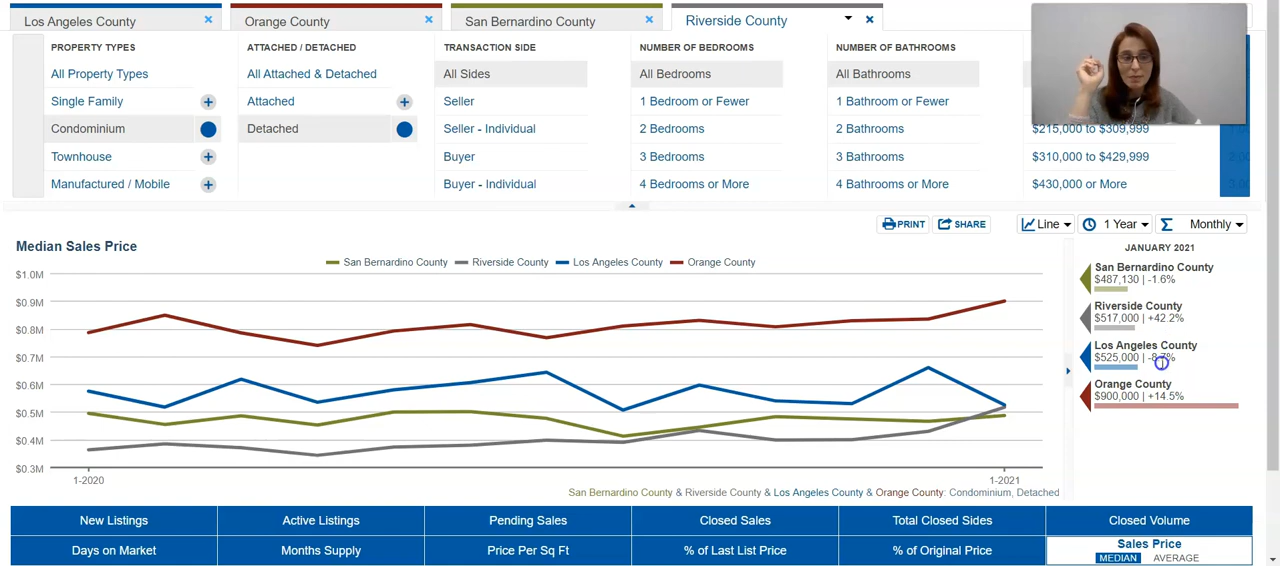 Los Angeles County ×
Orange County ×
San Bernardino County ×
Riverside County ×
PROPERTY TYPES
All Property Types
Single Family +
Condominium
Townhouse +
Manufactured / Mobile +
ATTACHED / DETACHED
All Attached & Detached
Attached +
Detached
TRANSACTION SIDE
All Sides
Seller
Seller - Individual
Buyer
Buyer - Individual
NUMBER OF BEDROOMS
All Bedrooms
1 Bedroom or Fewer
2 Bedrooms
3 Bedrooms
4 Bedrooms or More
NUMBER OF BATHROOMS
All Bathrooms
1 Bathroom or Fewer
2 Bathrooms
3 Bathrooms
4 Bathrooms or More
$215,000 to $309,999
$310,000 to $429,999
$430,000 or More
PRINT SHARE Line 1 Year Σ Monthly
Median Sales Price
San Bernardino County Riverside County Los Angeles County Orange County
$1.0M
$0.9M
$0.8M
$0.7M
$0.6M
$0.5M
$0.4M
$0.3M
1-2020 1-2021
San Bernardino County & Riverside County & Los Angeles County & Orange County: Condominium, Detached
JANUARY 2021
San Bernardino County
$487,130 | -1.6%
Riverside County
$517,000 | +42.2%
Los Angeles County
$525,000 |
Orange County
$900,000 | +14.5%
New Listings Active Listings Pending Sales Closed Sales Total Closed Sides Closed Volume
Days on Market Months Supply Price Per Sq Ft % of Last List Price % of Original Price Sales Price
MEDIAN AVERAGE